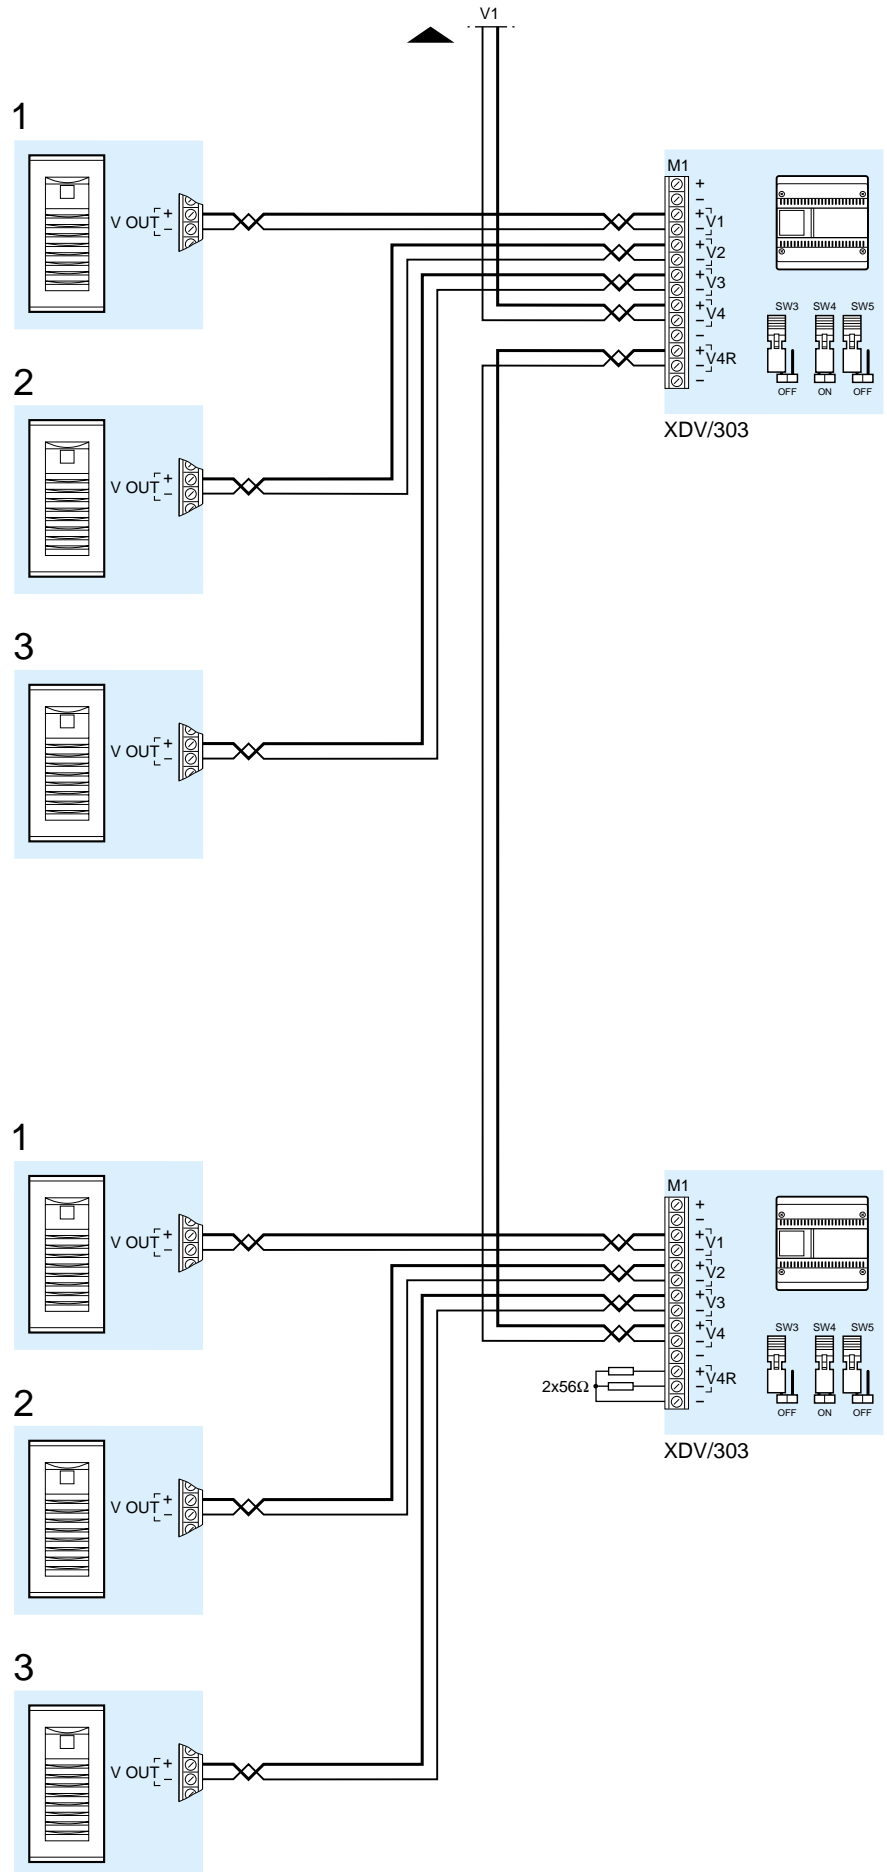 V1
1
M1
+
−
V OUT + −
+ − V1
+ − V2
+ − V3
+ − V4
−
+ − V4R
−
SW3 SW4 SW5
OFF ON OFF
XDV/303
2
V OUT + −
3
V OUT + −
1
M1
+
−
V OUT + −
+ − V1
+ − V2
+ − V3
+ − V4
−
+ − V4R
−
SW3 SW4 SW5
OFF ON OFF
2x56Ω
XDV/303
2
V OUT + −
3
V OUT + −